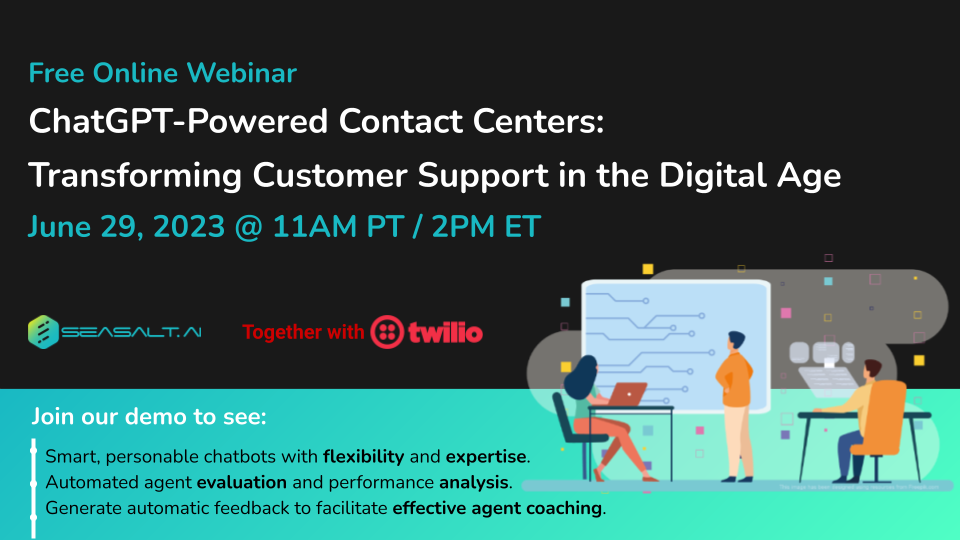 Free Online Webinar
ChatGPT-Powered Contact Centers:
Transforming Customer Support in the Digital Age
June 29, 2023 @ 11AM PT / 2PM ET
SEASALT.AI
Together with twilio
Join our demo to see:
Smart, personable chatbots with flexibility and expertise.
Automated agent evaluation and performance analysis.
Generate automatic feedback to facilitate effective agent coaching.